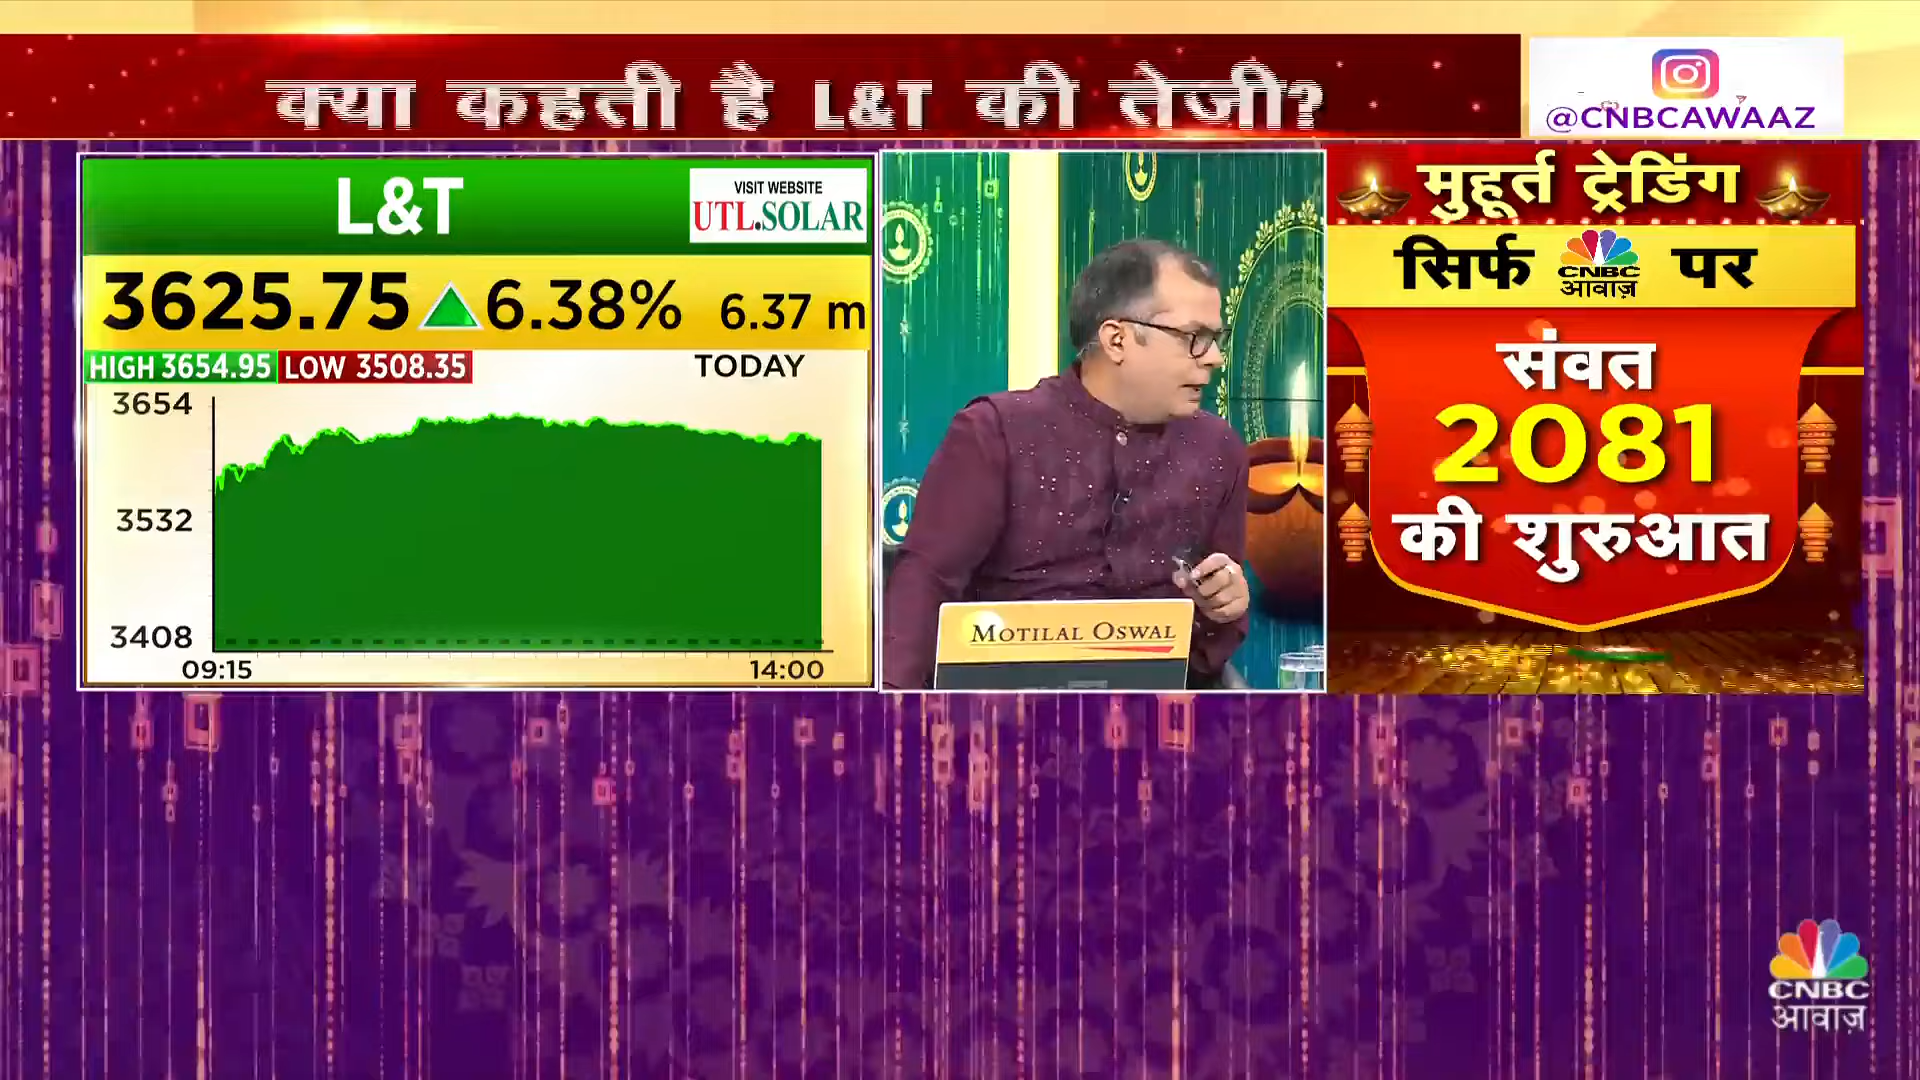 क्या कहती है L&T की तेजी?
@CNBCAWAAZ
L&T
VISIT WEBSITE
UTL.SOLAR
3625.75 6.38% 6.37 m
HIGH 3654.95 LOW 3508.35 TODAY
3654
3532
3408
09:15 14:00
MOTILAL OSWAL
मुहूर्त ट्रेडिंग
सिर्फ CNBC आवाज़ पर
संवत
2081
की शुरुआत
CNBC
आवाज़